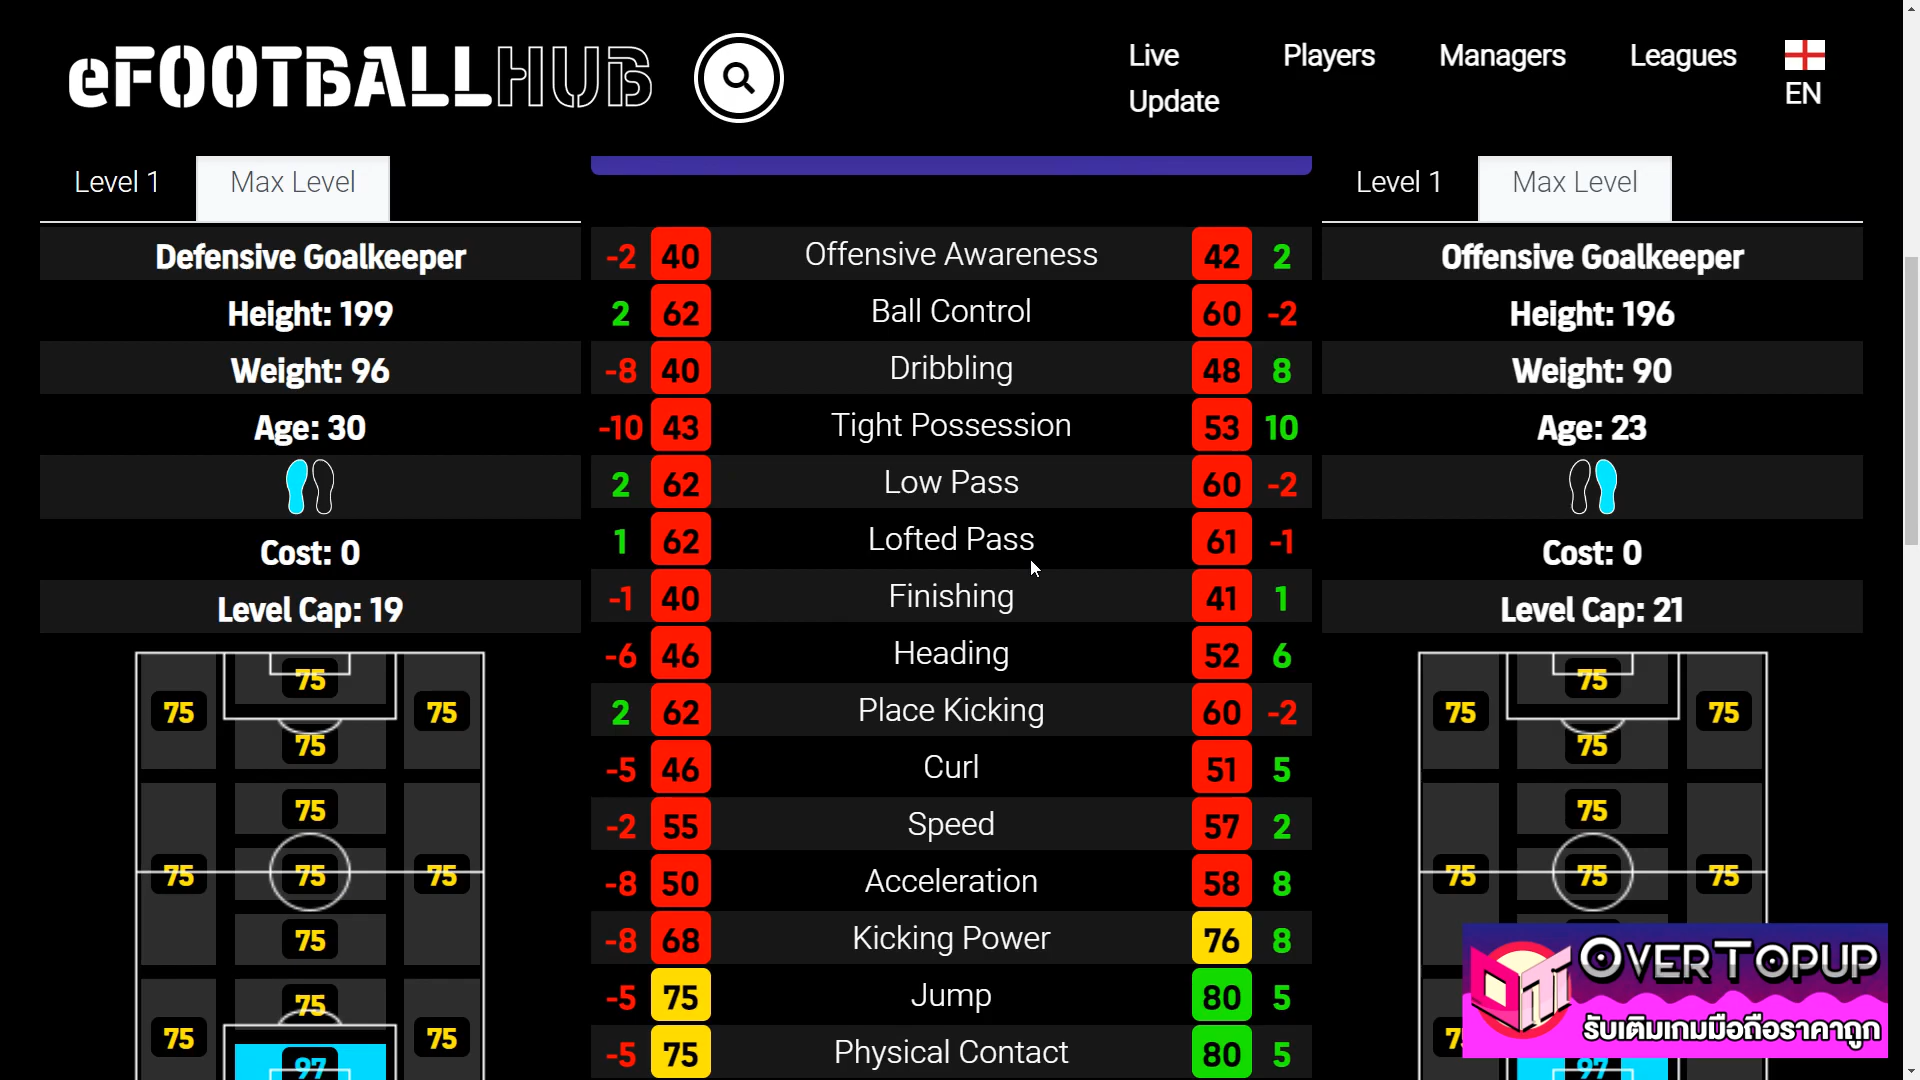 eFOOTBALLHUB
Live Update
Players
Managers
Leagues
EN
Level 1
Max Level
Defensive Goalkeeper
Height: 199
Weight: 96
Age: 30
Cost: 0
Level Cap: 19
75
75
75
75
75
75
75
75
75
75
75
75
97
-2 40 Offensive Awareness 42 2
2 62 Ball Control 60 -2
-8 40 Dribbling 48 8
-10 43 Tight Possession 53 10
2 62 Low Pass 60 -2
1 62 Lofted Pass 61 -1
-1 40 Finishing 41 1
-6 46 Heading 52 6
2 62 Place Kicking 60 -2
-5 46 Curl 51 5
-2 55 Speed 57 2
-8 50 Acceleration 58 8
-8 68 Kicking Power 76 8
-5 75 Jump 80 5
-5 75 Physical Contact 80 5
Level 1
Max Level
Offensive Goalkeeper
Height: 196
Weight: 90
Age: 23
Cost: 0
Level Cap: 21
75
75
75
75
75
75
75
75
97
OTU
OVERTOPUP
รับเติมเกมมือถือราคาถูก